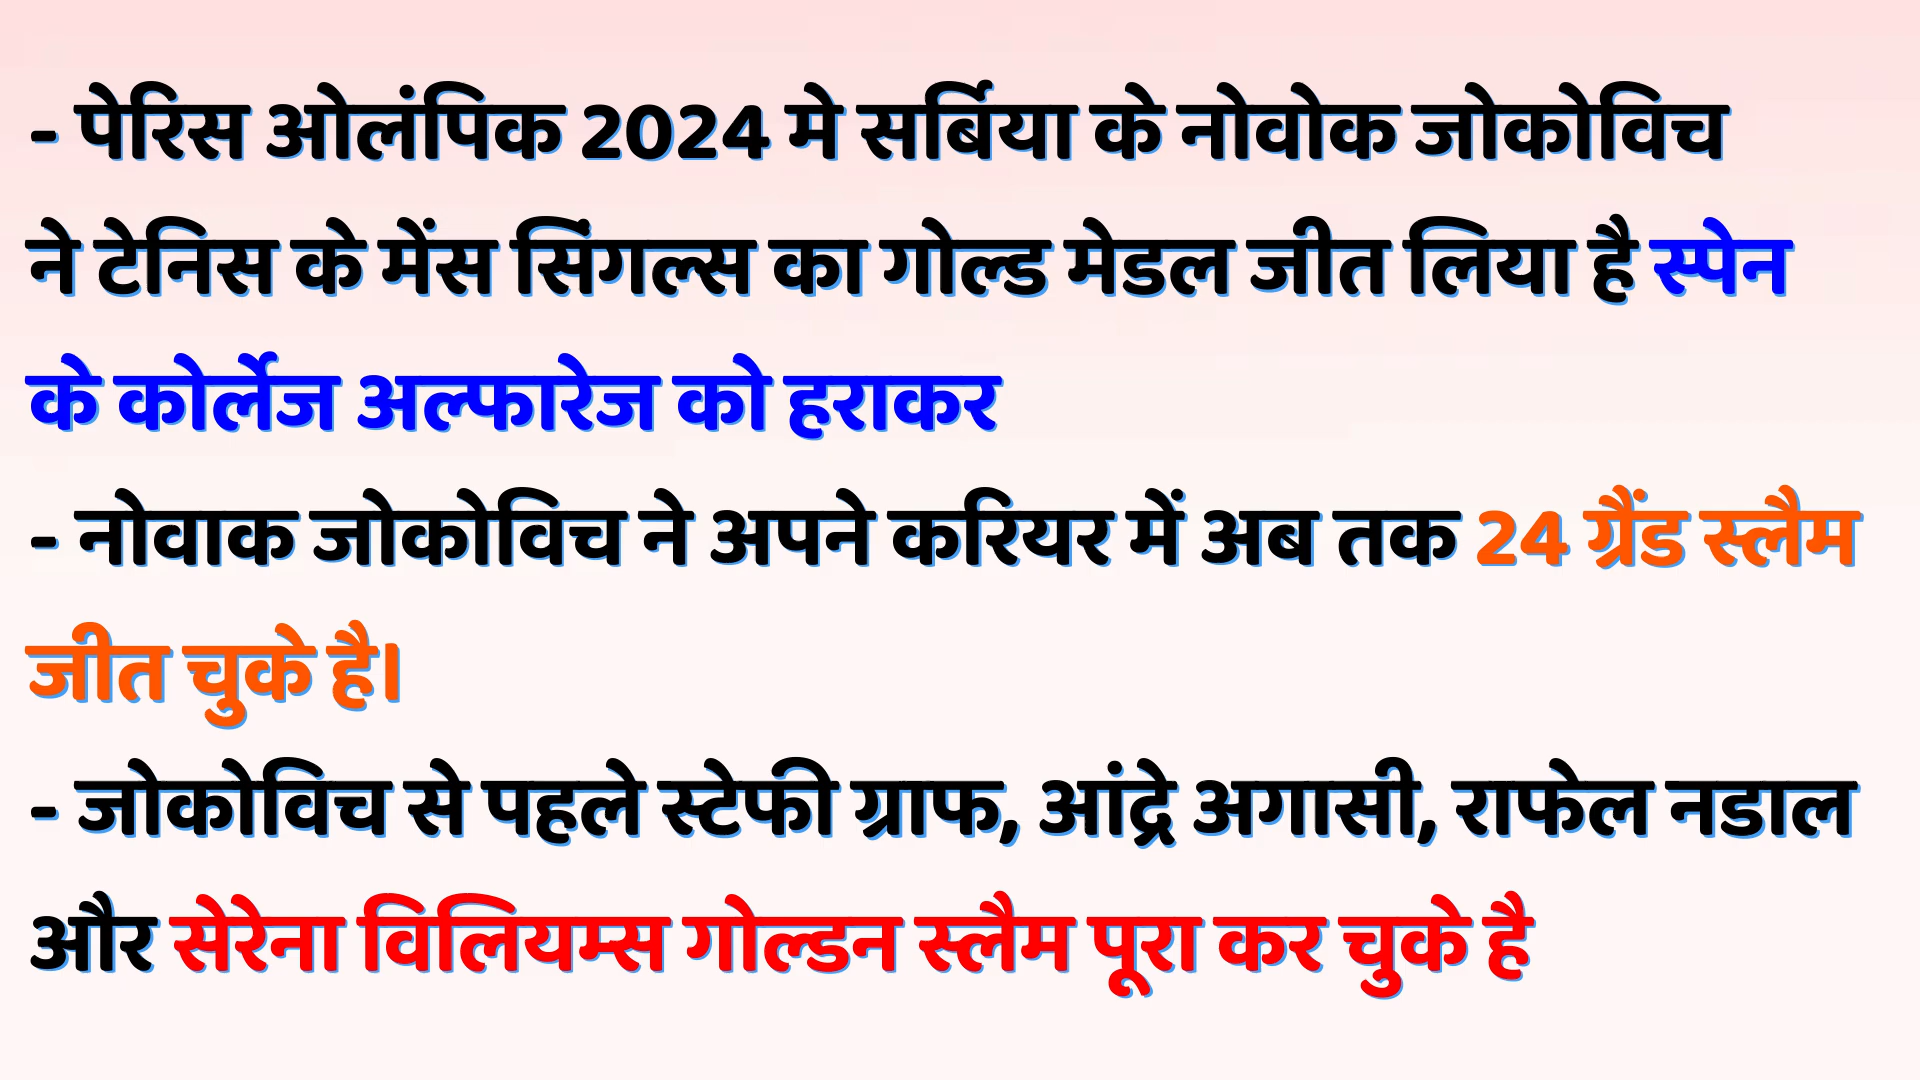 - पेरिस ओलंपिक 2024 मे सर्बिया के नोवोक जोकोविच
ने टेनिस के मेंस सिंगल्स का गोल्ड मेडल जीत लिया है स्पेन
के कोर्लेज अल्फारेज को हराकर
- नोवाक जोकोविच ने अपने करियर में अब तक 24 ग्रैंड स्लैम
जीत चुके है।
- जोकोविच से पहले स्टेफी ग्राफ, आंद्रे अगासी, राफेल नडाल
और सेरेना विलियम्स गोल्डन स्लैम पूरा कर चुके है